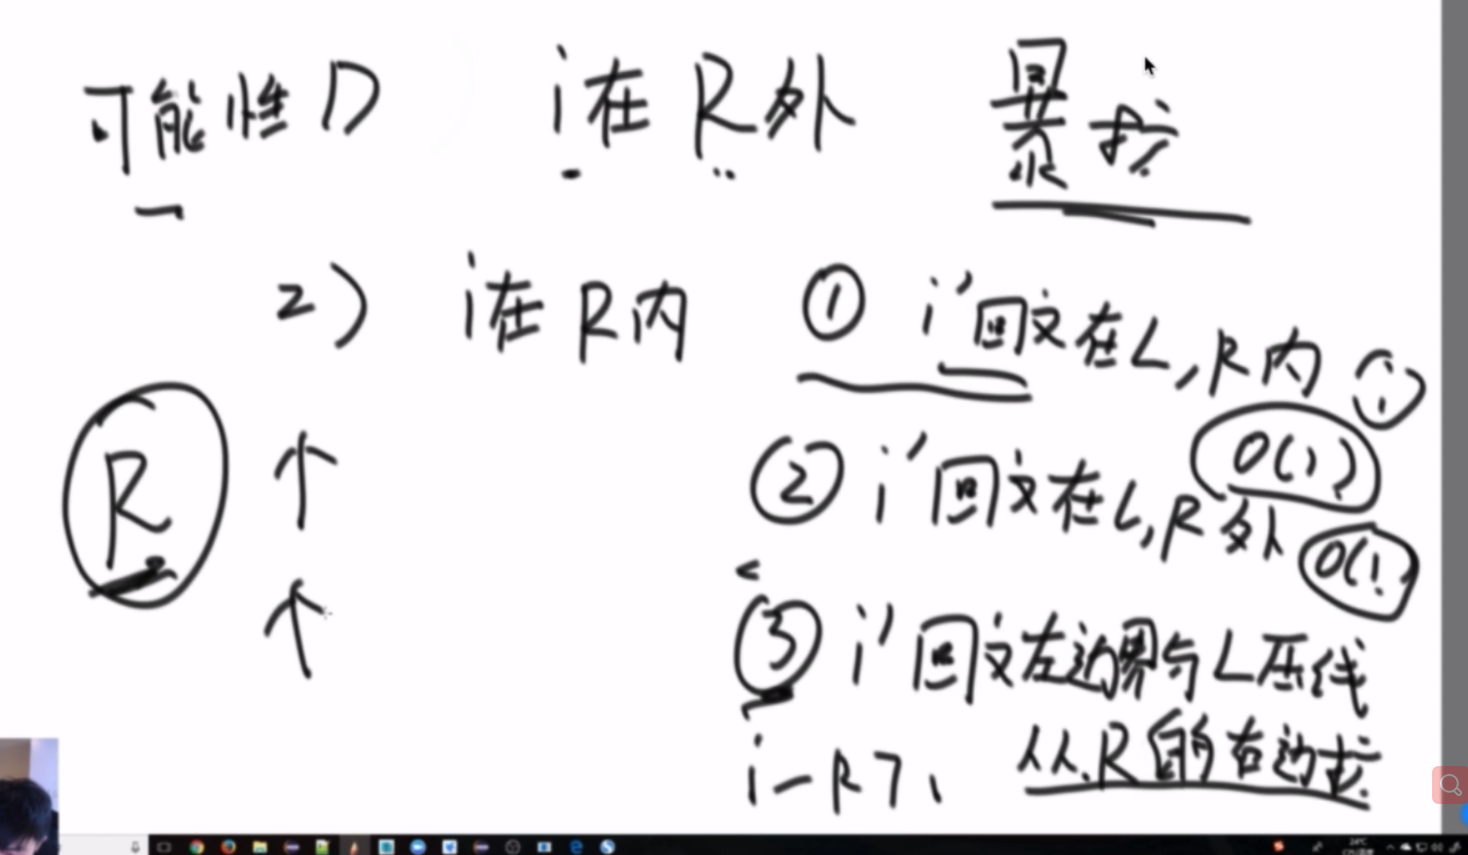 可能性 1) i在R外 暴扩
2) i在R内 ① i'回文在L,R内
O(1)
② i'回文在L,R外 O(1)
R ↑
↑
③ i'回文左边界与L压线
i-R不 从R的右边扩